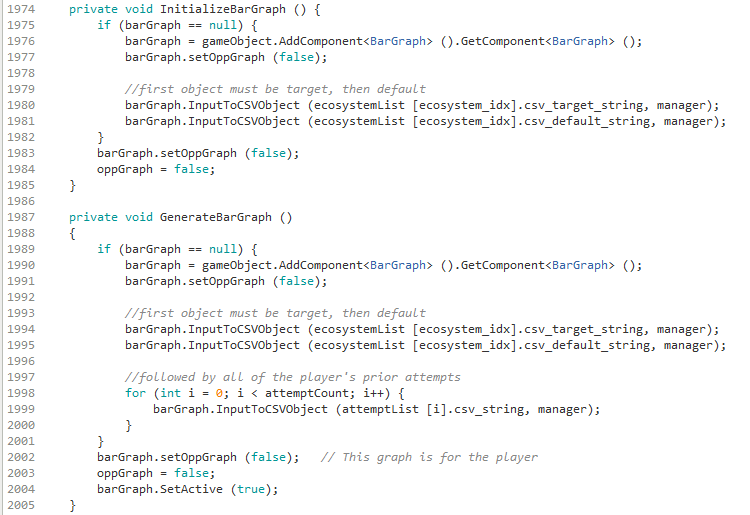 1974 private void InitializeBarGraph () {
1975 if (barGraph == null) {
1976 barGraph = gameObject.AddComponent<BarGraph> ().GetComponent<BarGraph> ();
1977 barGraph.setOppGraph (false);
1978
1979 //first object must be target, then default
1980 barGraph.InputToCSVObject (ecosystemList [ecosystem_idx].csv_target_string, manager);
1981 barGraph.InputToCSVObject (ecosystemList [ecosystem_idx].csv_default_string, manager);
1982 }
1983 barGraph.setOppGraph (false);
1984 oppGraph = false;
1985 }
1986
1987 private void GenerateBarGraph ()
1988 {
1989 if (barGraph == null) {
1990 barGraph = gameObject.AddComponent<BarGraph> ().GetComponent<BarGraph> ();
1991 barGraph.setOppGraph (false);
1992
1993 //first object must be target, then default
1994 barGraph.InputToCSVObject (ecosystemList [ecosystem_idx].csv_target_string, manager);
1995 barGraph.InputToCSVObject (ecosystemList [ecosystem_idx].csv_default_string, manager);
1996
1997 //followed by all of the player's prior attempts
1998 for (int i = 0; i < attemptCount; i++) {
1999 barGraph.InputToCSVObject (attemptList [i].csv_string, manager);
2000 }
2001 }
2002 barGraph.setOppGraph (false); // This graph is for the player
2003 oppGraph = false;
2004 barGraph.SetActive (true);
2005 }